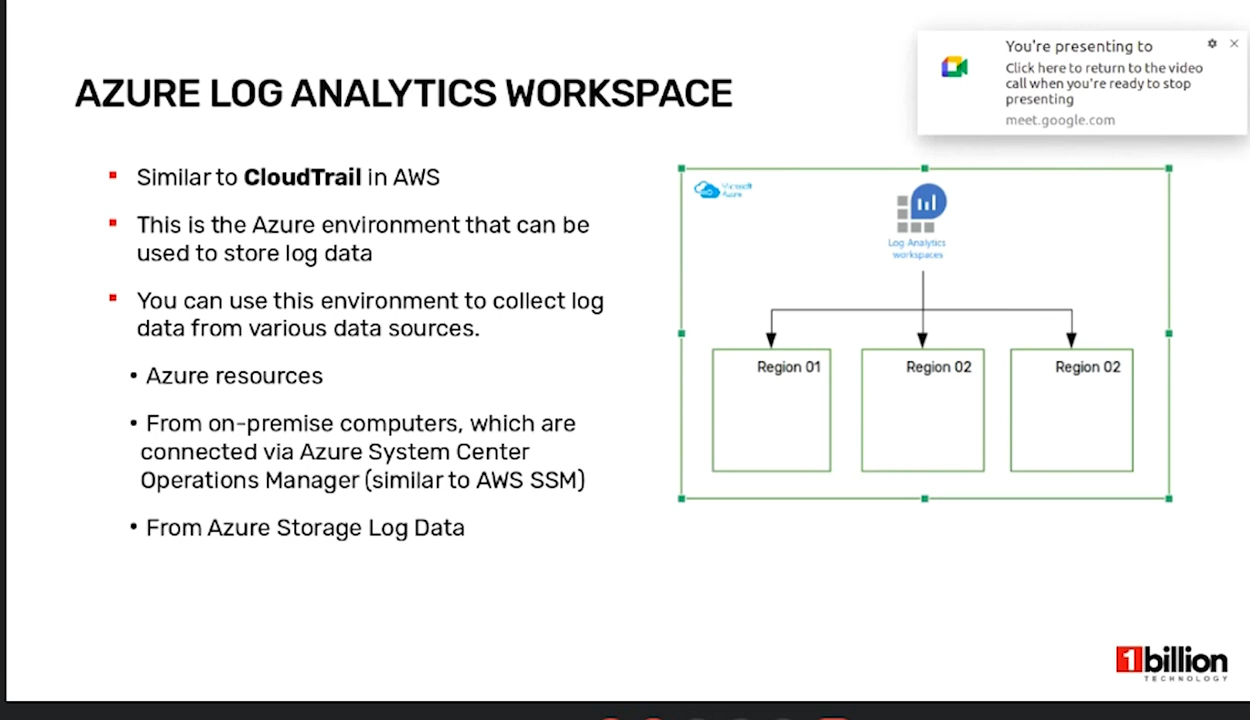 AZURE LOG ANALYTICS WORKSPACE
Similar to CloudTrail in AWS
This is the Azure environment that can be
used to store log data
You can use this environment to collect log
data from various data sources.
• Azure resources
• From on-premise computers, which are
connected via Azure System Center
Operations Manager (similar to AWS SSM)
• From Azure Storage Log Data
You're presenting to
Click here to return to the video
call when you're ready to stop
presenting
meet.google.com
Microsoft
Azure
Log Analytics
workspaces
Region 01
Region 02
Region 02
1billion
TECHNOLOGY